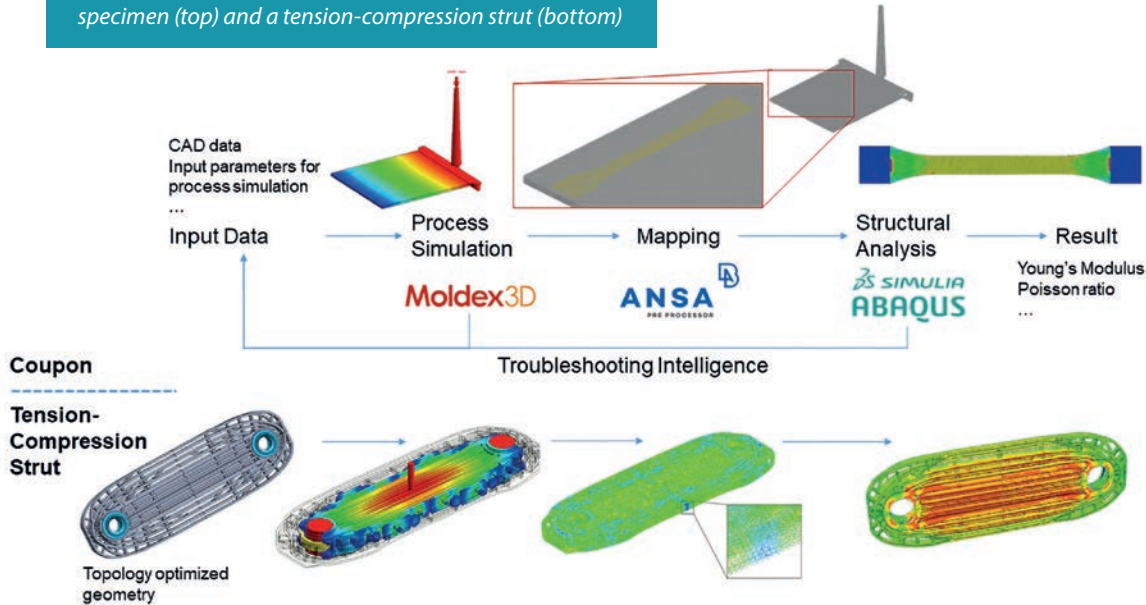 specimen (top) and a tension-compression strut (bottom)
CAD data
Input parameters for
process simulation
...
Input Data
Process
Simulation
Mapping
Structural
Analysis
Result
Moldex3D
ANSA
PRE PROCESSOR
SIMULIA
ABAQUS
Young's Modulus
Poisson ratio
...
Troubleshooting Intelligence
Coupon
Tension-
Compression
Strut
Topology optimized
geometry